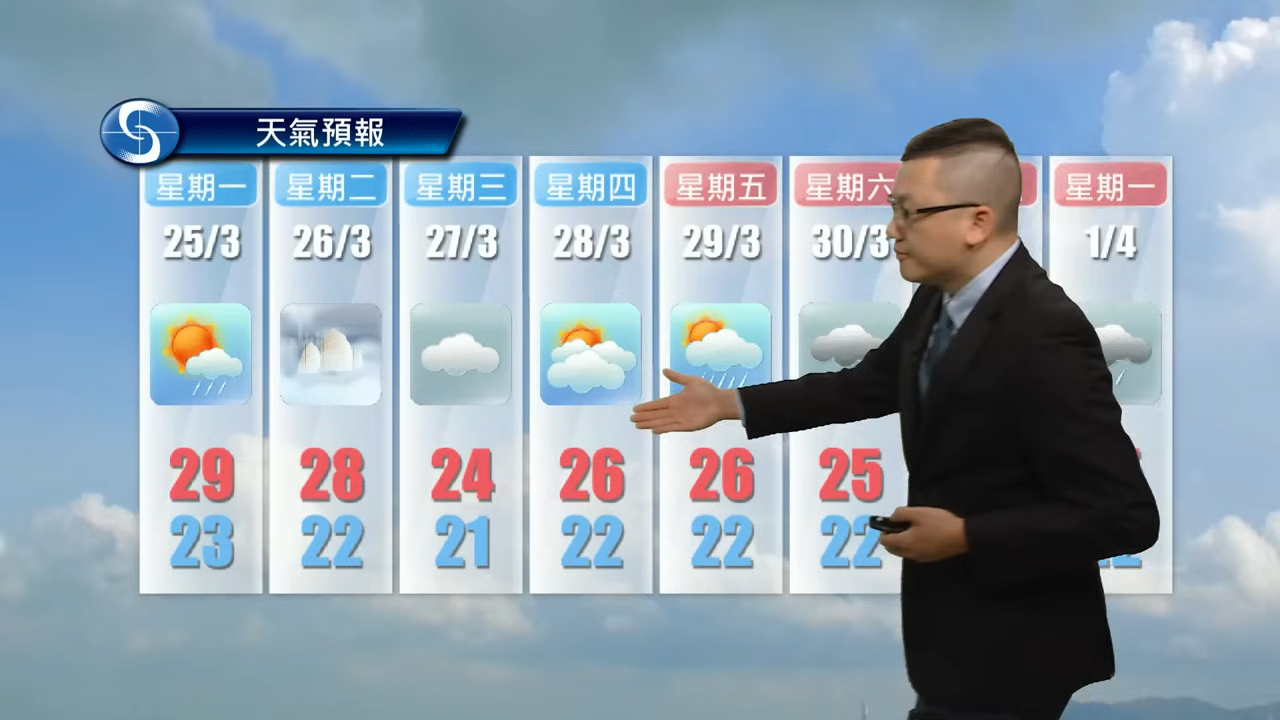 天氣預報
星期一 星期二 星期三 星期四 星期五 星期六 星期一
25/3 26/3 27/3 28/3 29/3 30/3 1/4
29 28 24 26 26 25
23 22 21 22 22 22